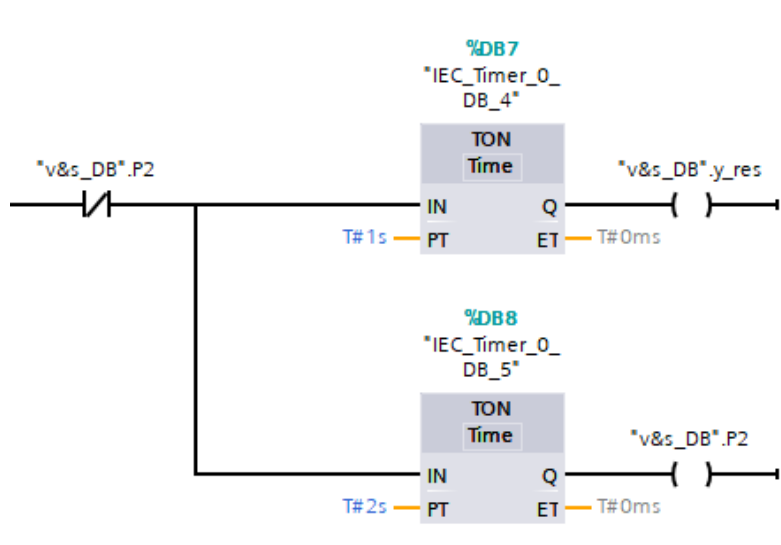 %DB7
"IEC_Timer_0_
DB_4"
TON
Time
"v&s_DB".P2
"v&s_DB".y_res
IN
Q
T#1s
PT
ET
T#0ms
%DB8
"IEC_Timer_0_
DB_5"
TON
Time
"v&s_DB".P2
IN
Q
T#2s
PT
ET
T#0ms